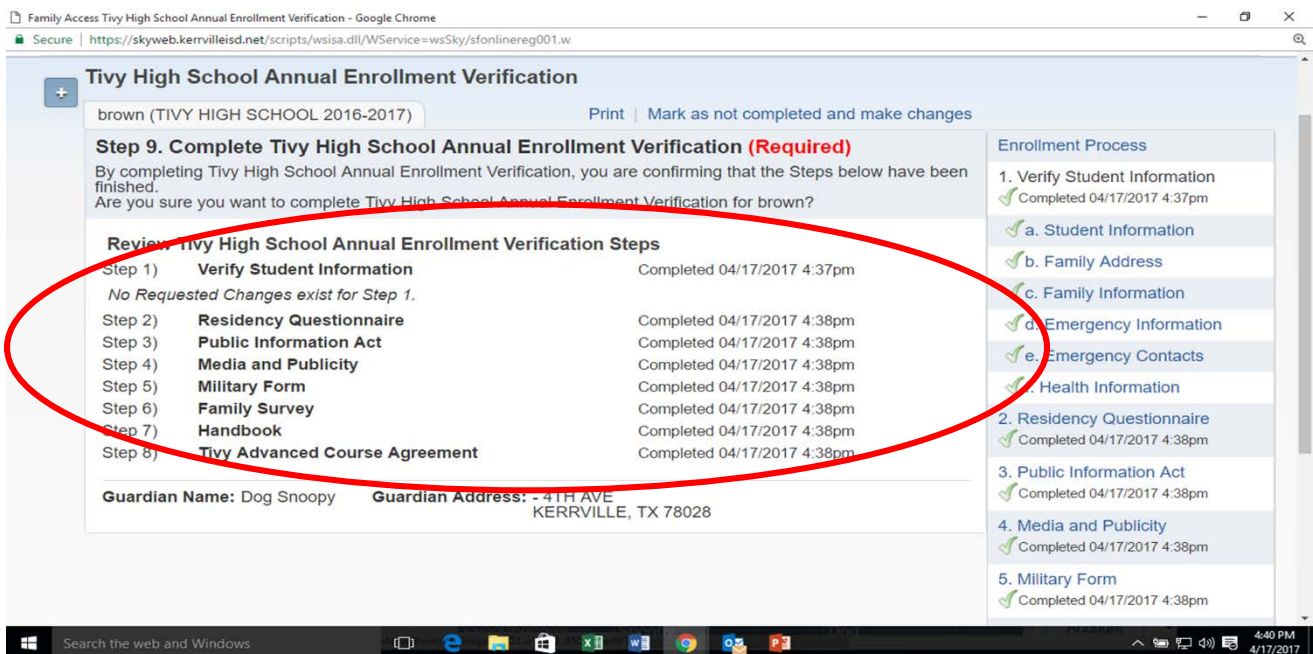 Family Access Tivy High School Annual Enrollment Verification - Google Chrome
Secure | https://skyweb.kerrvilleisd.net/scripts/wsisa.dll/WService=wsSky/sfonlinereg001.w
Tivy High School Annual Enrollment Verification
brown (TIVY HIGH SCHOOL 2016-2017)
Print | Mark as not completed and make changes
Step 9. Complete Tivy High School Annual Enrollment Verification (Required)
By completing Tivy High School Annual Enrollment Verification, you are confirming that the Steps below have been
finished.
Are you sure you want to complete Tivy High School Annual Enrollment Verification for brown?
Review Tivy High School Annual Enrollment Verification Steps
Step 1) Verify Student Information Completed 04/17/2017 4:37pm
No Requested Changes exist for Step 1.
Step 2) Residency Questionnaire Completed 04/17/2017 4:38pm
Step 3) Public Information Act Completed 04/17/2017 4:38pm
Step 4) Media and Publicity Completed 04/17/2017 4:38pm
Step 5) Military Form Completed 04/17/2017 4:38pm
Step 6) Family Survey Completed 04/17/2017 4:38pm
Step 7) Handbook Completed 04/17/2017 4:38pm
Step 8) Tivy Advanced Course Agreement Completed 04/17/2017 4:38pm
Guardian Name: Dog Snoopy Guardian Address: - 4TH AVE
KERRVILLE, TX 78028
Enrollment Process
1. Verify Student Information
Completed 04/17/2017 4:37pm
a. Student Information
b. Family Address
c. Family Information
d. Emergency Information
e. Emergency Contacts
Health Information
2. Residency Questionnaire
Completed 04/17/2017 4:38pm
3. Public Information Act
Completed 04/17/2017 4:38pm
4. Media and Publicity
Completed 04/17/2017 4:38pm
5. Military Form
Completed 04/17/2017 4:38pm
Search the web and Windows
4:40 PM
4/17/2017